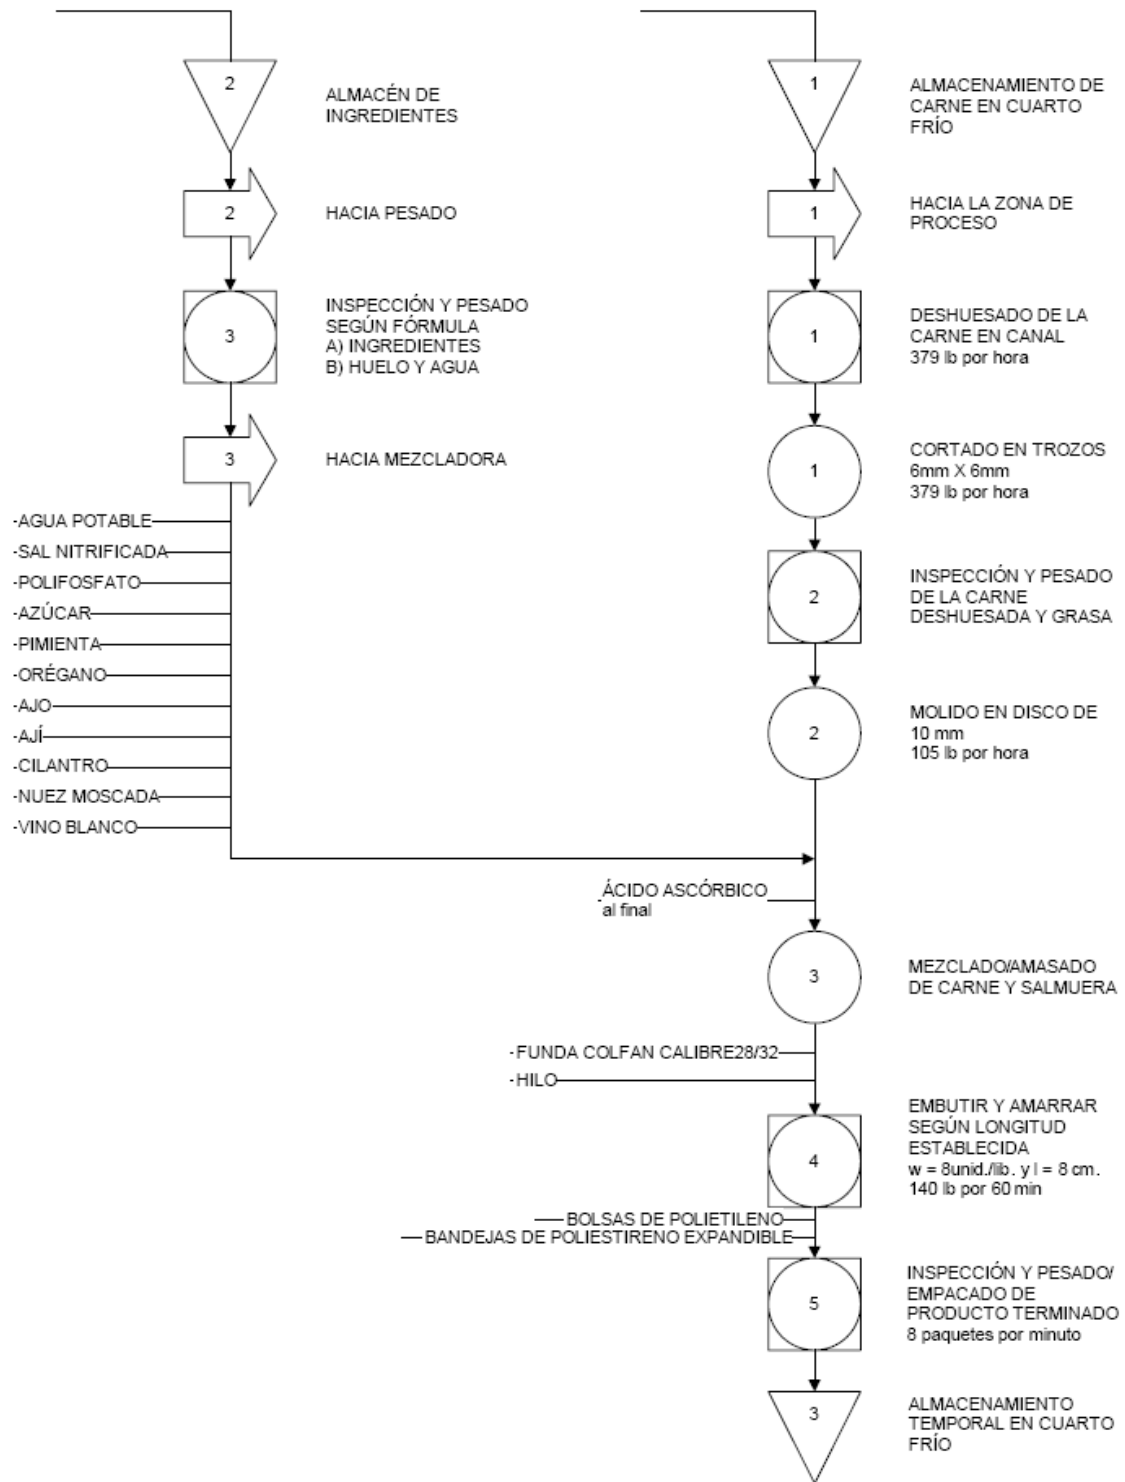 2
ALMACÉN DE
INGREDIENTES
2
HACIA PESADO
3
INSPECCIÓN Y PESADO
SEGÚN FÓRMULA
A) INGREDIENTES
B) HUELO Y AGUA
3
HACIA MEZCLADORA
-AGUA POTABLE
-SAL NITRIFICADA
-POLIFOSFATO
-AZÚCAR
-PIMIENTA
-ORÉGANO
-AJO
-AJÍ
-CILANTRO
-NUEZ MOSCADA
-VINO BLANCO
1
ALMACENAMIENTO DE
CARNE EN CUARTO
FRÍO
1
HACIA LA ZONA DE
PROCESO
1
DESHUESADO DE LA
CARNE EN CANAL
379 lb por hora
1
CORTADO EN TROZOS
6mm X 6mm
379 lb por hora
2
INSPECCIÓN Y PESADO
DE LA CARNE
DESHUESADA Y GRASA
2
MOLIDO EN DISCO DE
10 mm
105 lb por hora
-ÁCIDO ASCÓRBICO
al final
3
MEZCLADO/AMASADO
DE CARNE Y SALMUERA
-FUNDA COLFAN CALIBRE28/32
-HILO
4
EMBUTIR Y AMARRAR
SEGÚN LONGITUD
ESTABLECIDA
w = 8unid./lib. y l = 8 cm.
140 lb por 60 min
BOLSAS DE POLIETILENO
BANDEJAS DE POLIESTIRENO EXPANDIBLE
5
INSPECCIÓN Y PESADO/
EMPACADO DE
PRODUCTO TERMINADO
8 paquetes por minuto
3
ALMACENAMIENTO
TEMPORAL EN CUARTO
FRÍO